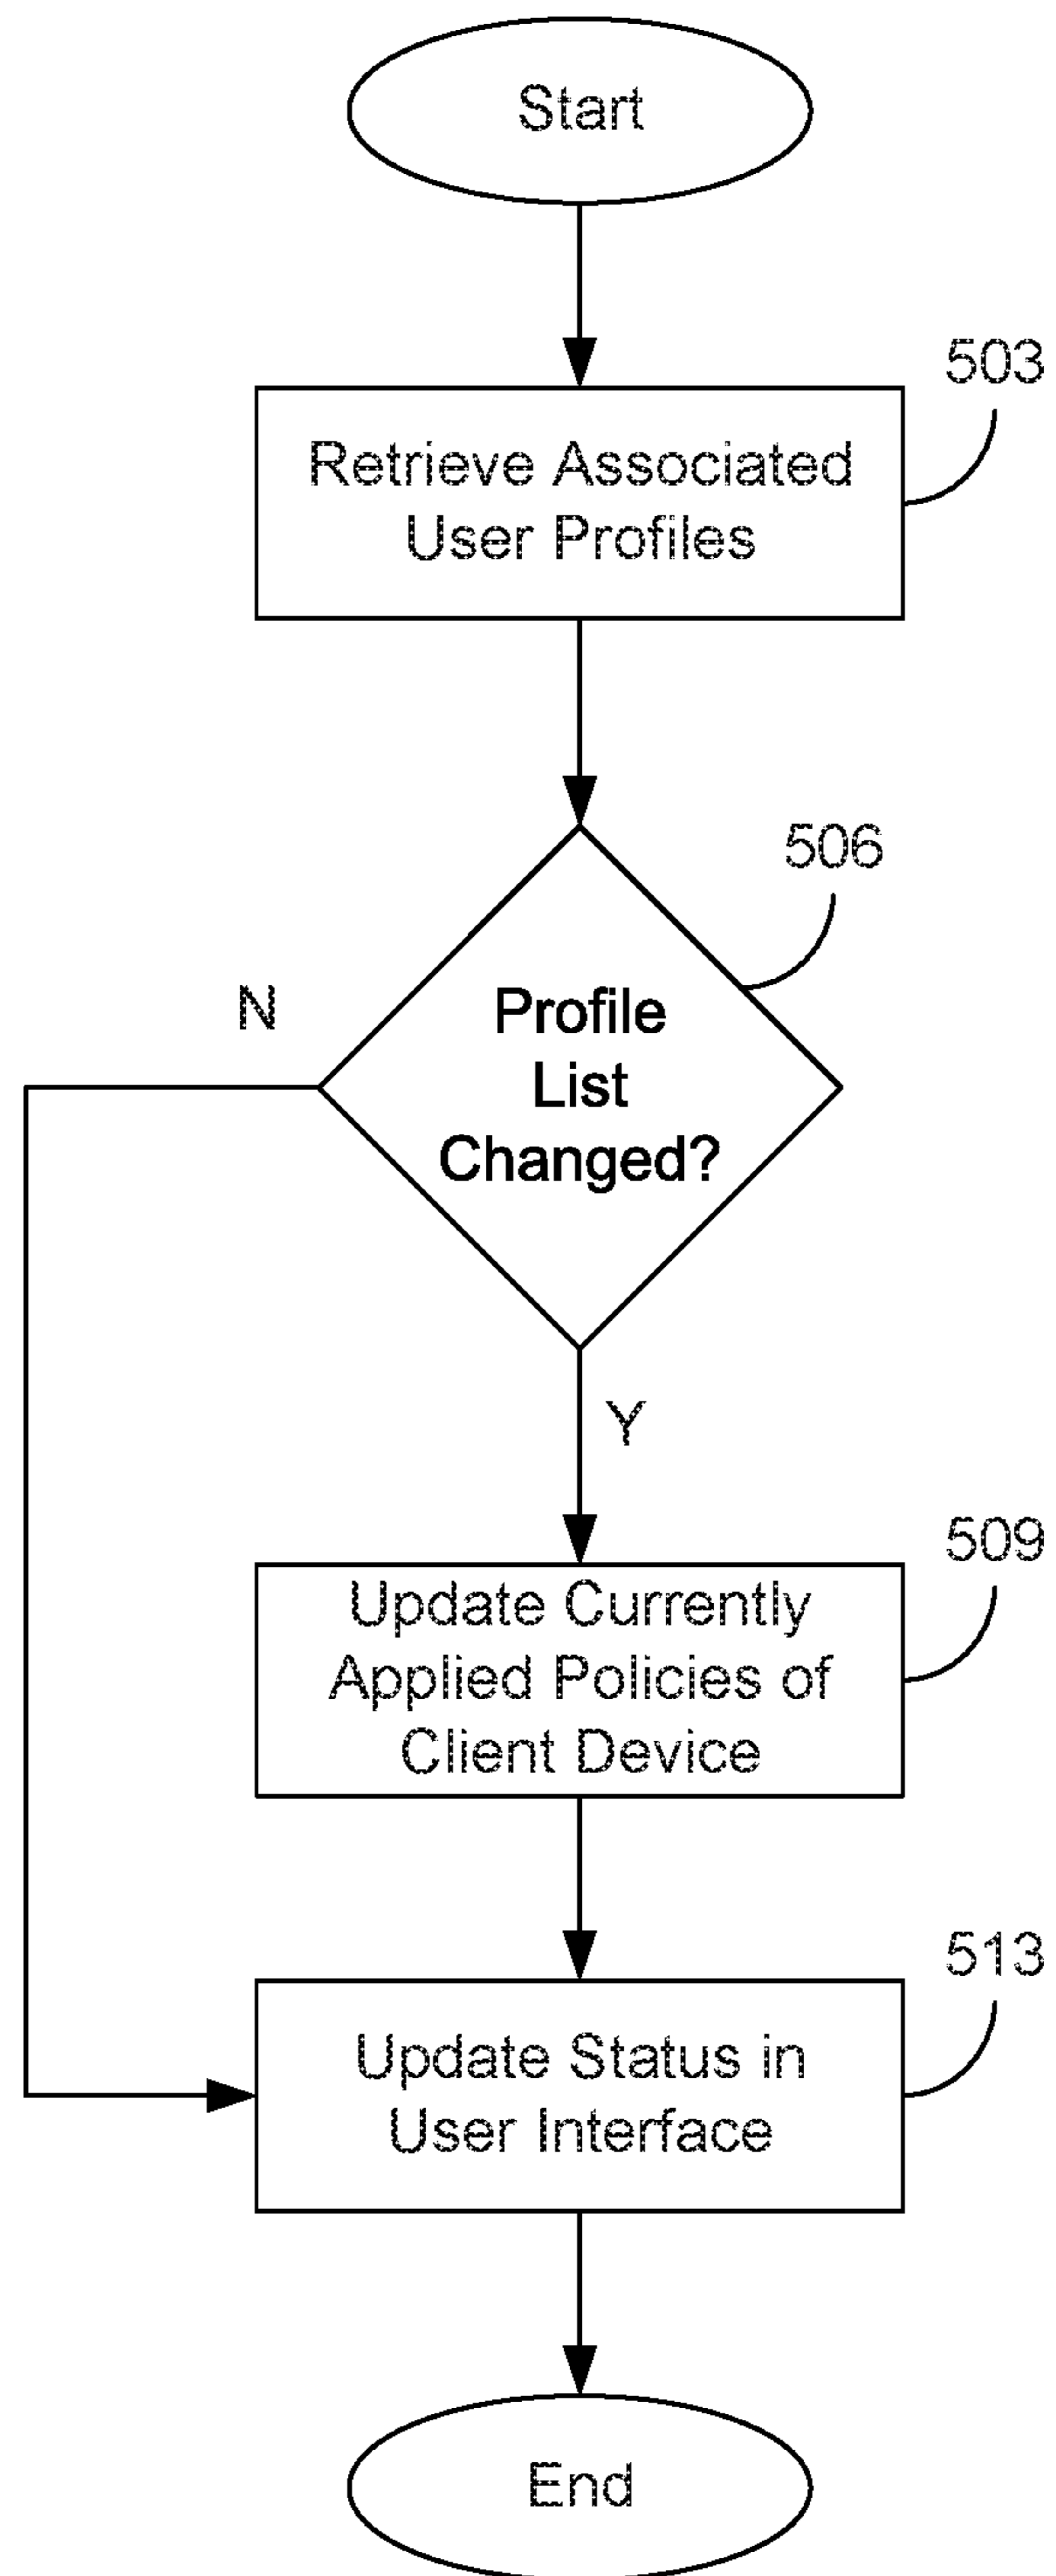 Start
503
Retrieve Associated
User Profiles
506
N
Profile
List
Changed?
Y
509
Update Currently
Applied Policies of
Client Device
513
Update Status in
User Interface
End